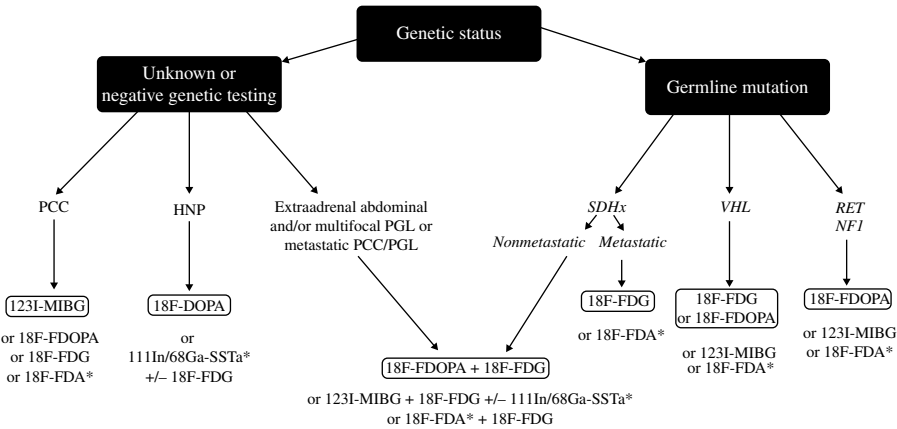 Genetic status
Unknown or
negative genetic testing
Germline mutation
PCC
HNP
Extraadrenal abdominal
and/or multifocal PGL or
metastatic PCC/PGL
SDHx
Nonmetastatic Metastatic
VHL
RET
NF1
123I-MIBG
or 18F-FDOPA
or 18F-FDG
or 18F-FDA*
18F-DOPA
or
111In/68Ga-SSTa*
+/– 18F-FDG
18F-FDOPA + 18F-FDG
or 123I-MIBG + 18F-FDG +/– 111In/68Ga-SSTa*
or 18F-FDA* + 18F-FDG
18F-FDG
or 18F-FDA*
18F-FDG
or 18F-FDOPA
or 123I-MIBG
or 18F-FDA*
18F-FDOPA
or 123I-MIBG
or 18F-FDA*